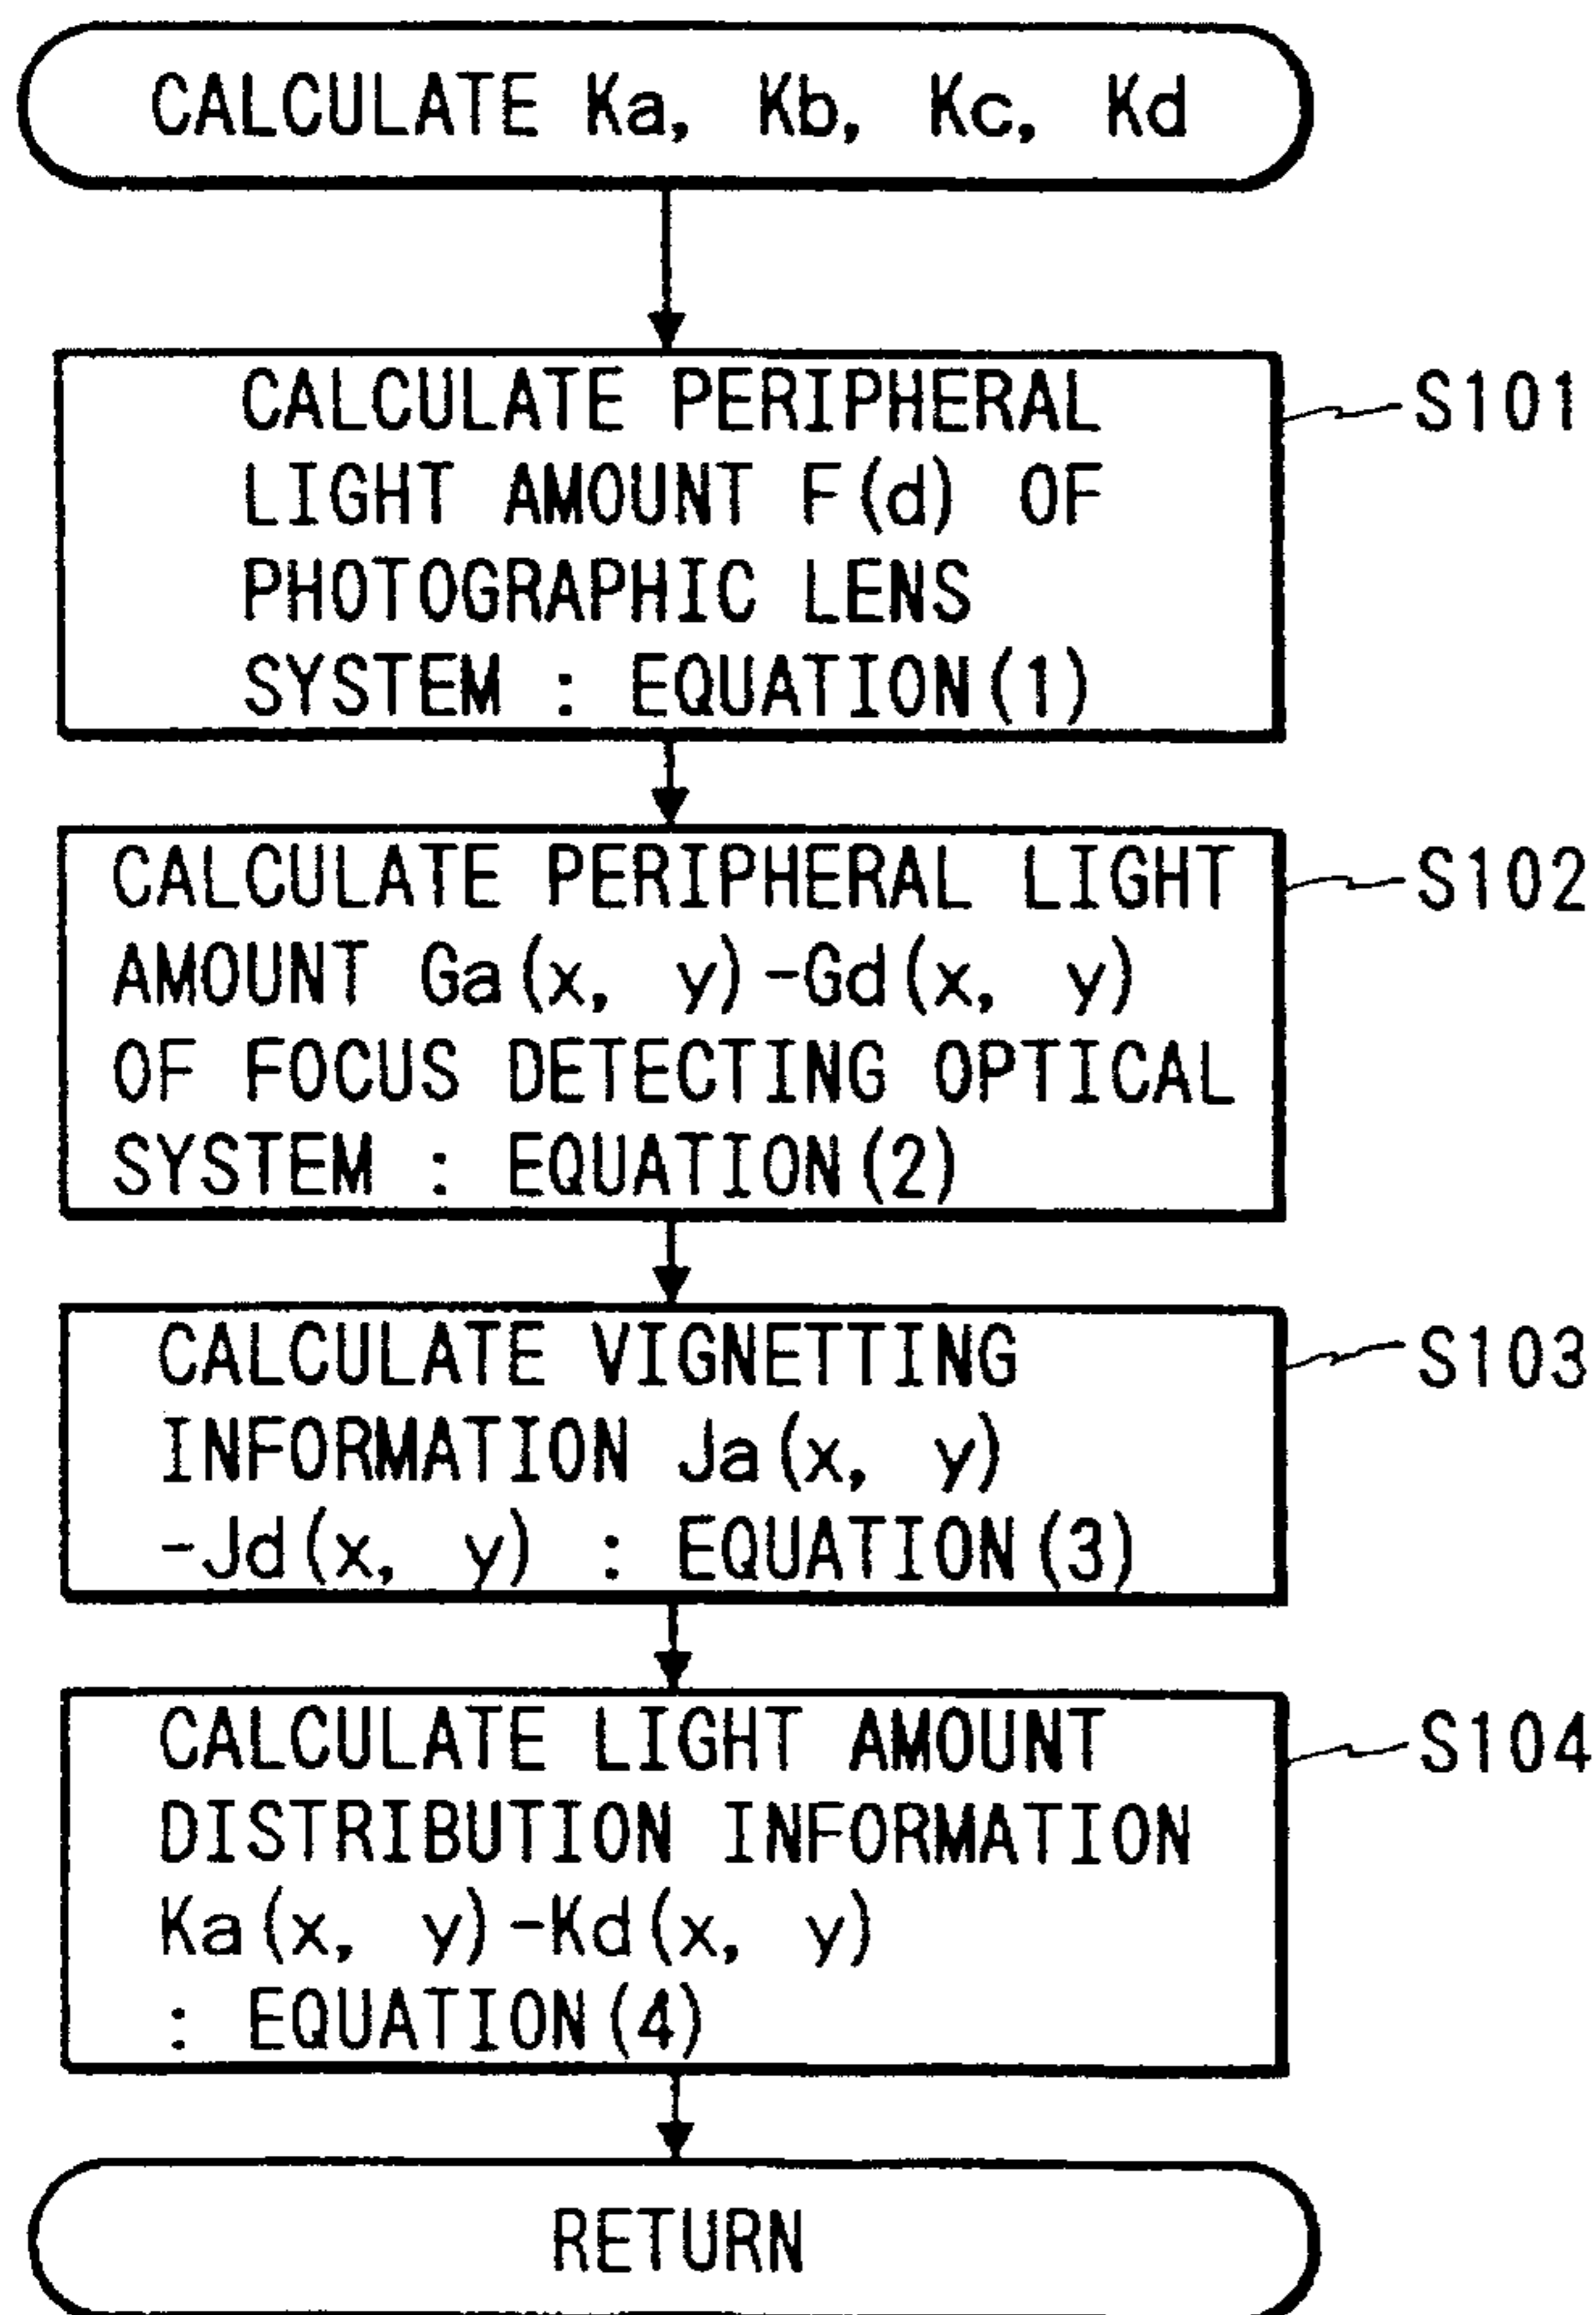 CALCULATE Ka, Kb, Kc, Kd
CALCULATE PERIPHERAL
LIGHT AMOUNT F(d) OF
PHOTOGRAPHIC LENS
SYSTEM : EQUATION(1)
S101
CALCULATE PERIPHERAL LIGHT
AMOUNT Ga(x, y)-Gd(x, y)
OF FOCUS DETECTING OPTICAL
SYSTEM : EQUATION(2)
S102
CALCULATE VIGNETTING
INFORMATION Ja(x, y)
-Jd(x, y) : EQUATION(3)
S103
CALCULATE LIGHT AMOUNT
DISTRIBUTION INFORMATION
Ka(x, y)-Kd(x, y)
: EQUATION(4)
S104
RETURN